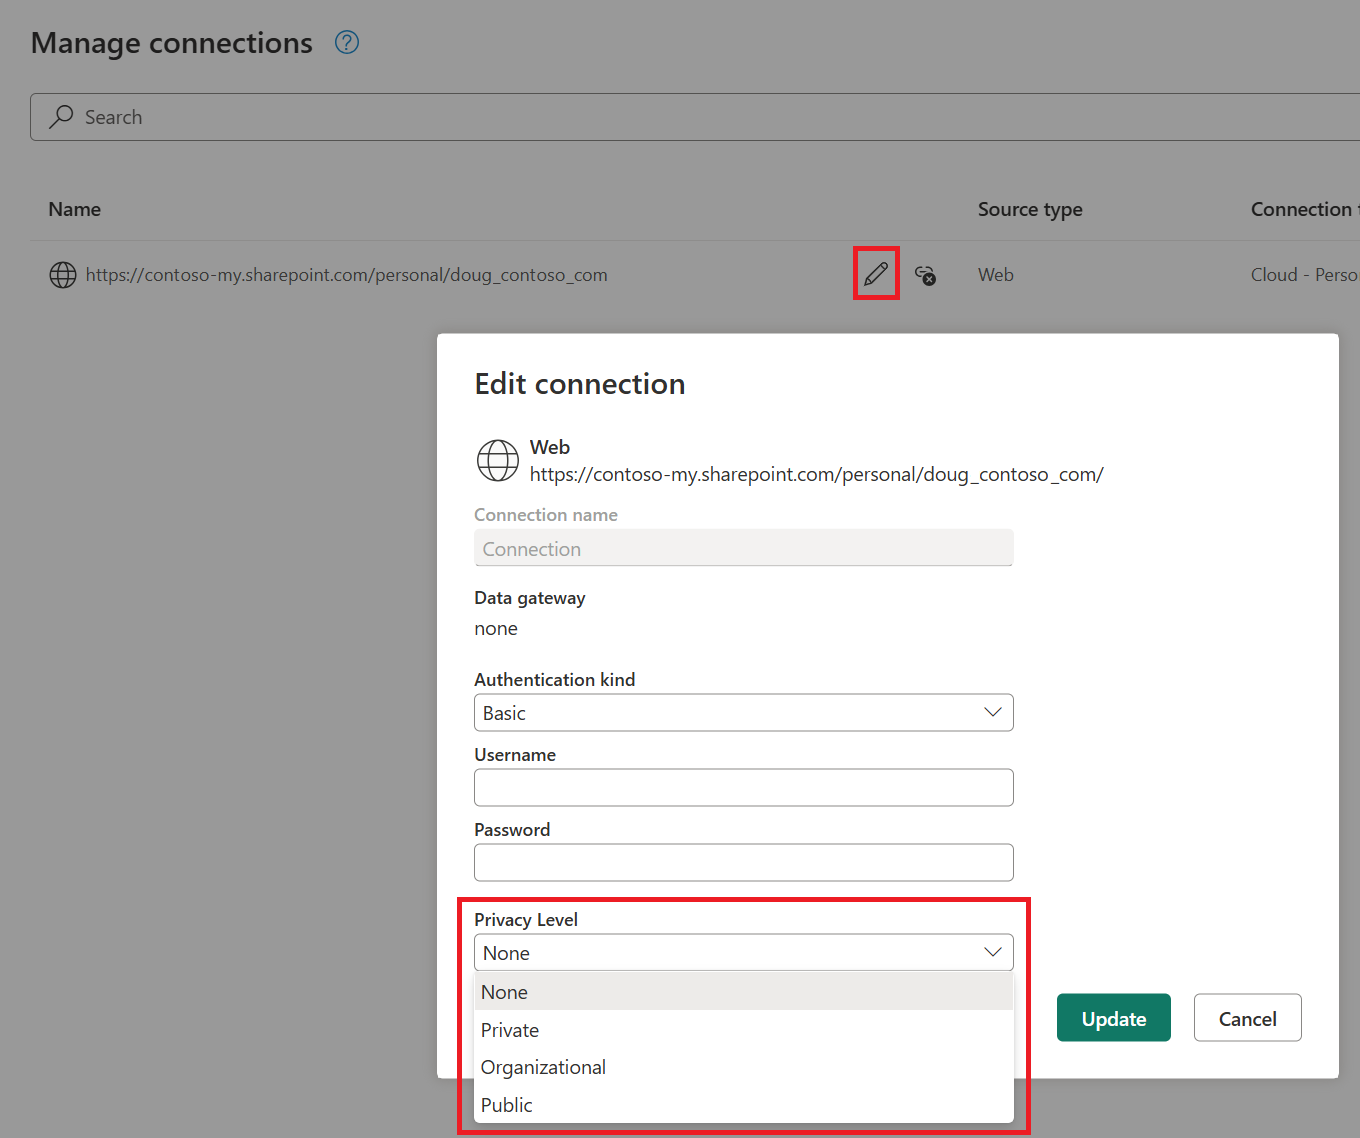 Manage connections ?
Search
Name Source type Connection
https://contoso-my.sharepoint.com/personal/doug_contoso_com Web Cloud - Perso
Edit connection
Web
https://contoso-my.sharepoint.com/personal/doug_contoso_com/
Connection name
Connection
Data gateway
none
Authentication kind
Basic
Username
Password
Privacy Level
None
None
Private
Organizational
Public
Update Cancel